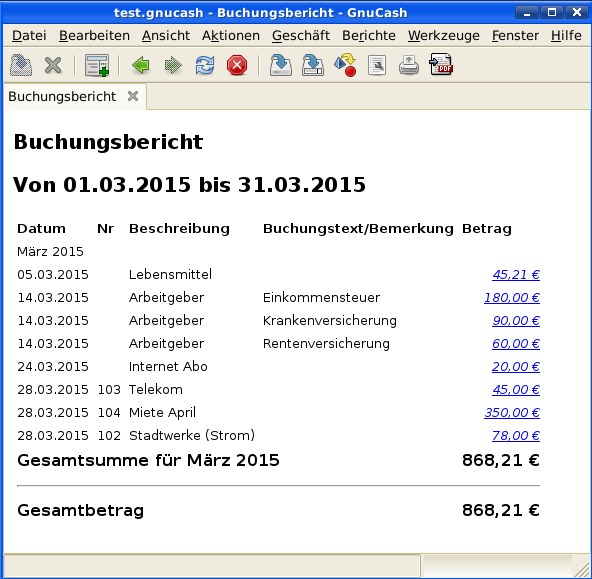 test.gnucash - Buchungsbericht - GnuCash
Datei Bearbeiten Ansicht Aktionen Geschäft Berichte Werkzeuge Fenster Hilfe
PDF
Buchungsbericht
Buchungsbericht
Von 01.03.2015 bis 31.03.2015
Datum Nr Beschreibung Buchungstext/Bemerkung Betrag
März 2015
05.03.2015 Lebensmittel 45,21 €
14.03.2015 Arbeitgeber Einkommensteuer 180,00 €
14.03.2015 Arbeitgeber Krankenversicherung 90,00 €
14.03.2015 Arbeitgeber Rentenversicherung 60,00 €
24.03.2015 Internet Abo 20,00 €
28.03.2015 103 Telekom 45,00 €
28.03.2015 104 Miete April 350,00 €
28.03.2015 102 Stadtwerke (Strom) 78,00 €
Gesamtsumme für März 2015 868,21 €
Gesamtbetrag 868,21 €